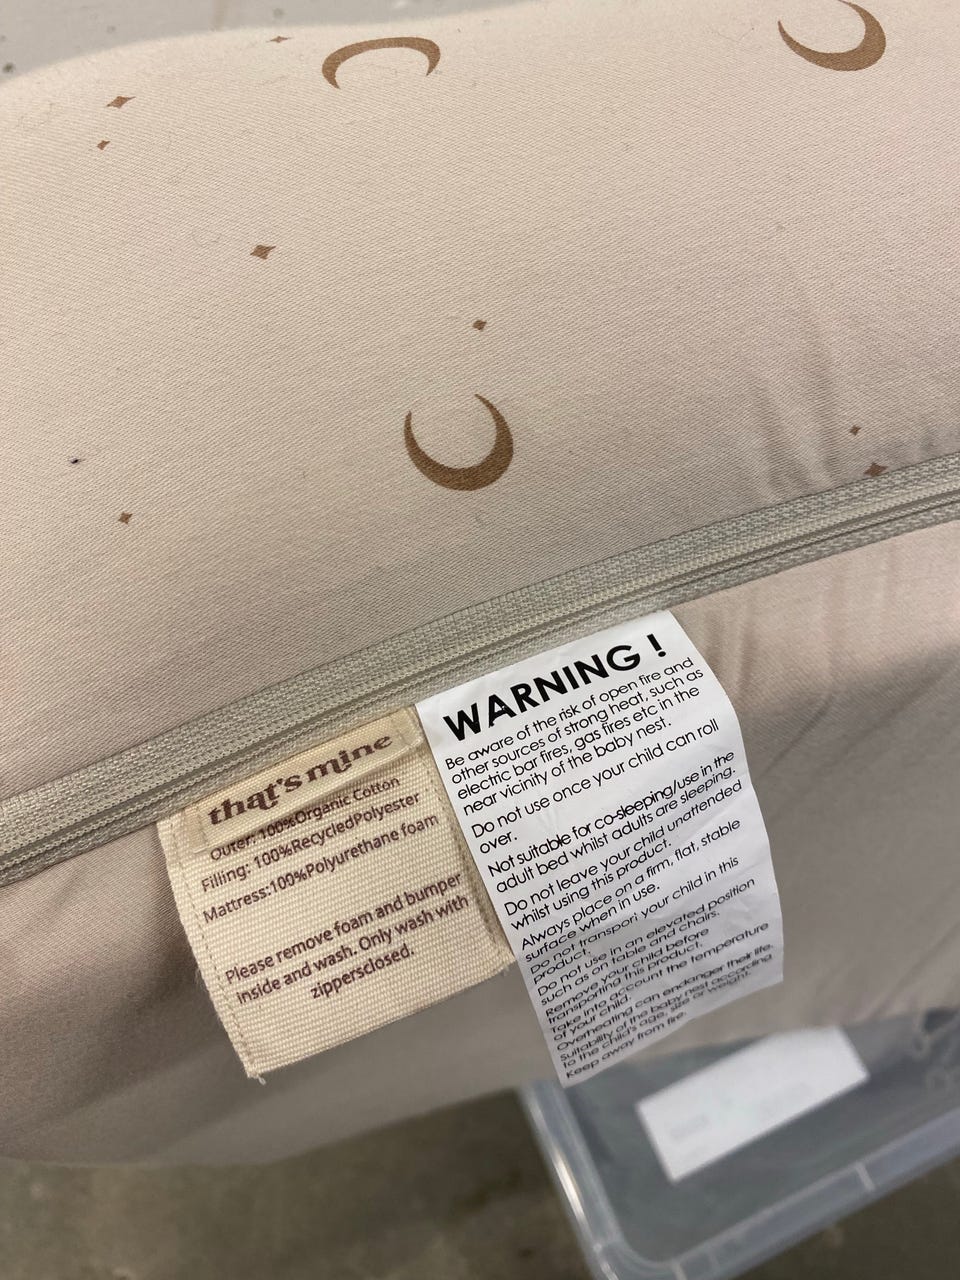 that's mine
Outer: 100%Organic Cotton
Filling: 100%RecycledPolyester
Mattress:100%Polyurethane foam
Please remove foam and bumper
inside and wash. Only wash with
zippersclosed.
WARNING !
Be aware of the risk of open fire and
other sources of strong heat, such as
electric bar fires, gas fires etc in the
near vicinity of the baby nest.
Do not use once your child can roll
over.
Not suitable for co-sleeping/use in the
adult bed whilst adults are sleeping.
Do not leave your child unattended
whilst using this product.
Always place on a firm, flat, stable
surface when in use.
Do not transport your child in this
product.
Do not use in an elevated position
such as on table and chairs.
Remove your child before
transporting this product.
Take into account the temperature
of your child.
Overheating can endanger their life.
Suitability of the baby nest according
to the child's age, size or weight.
Keep away from fire.